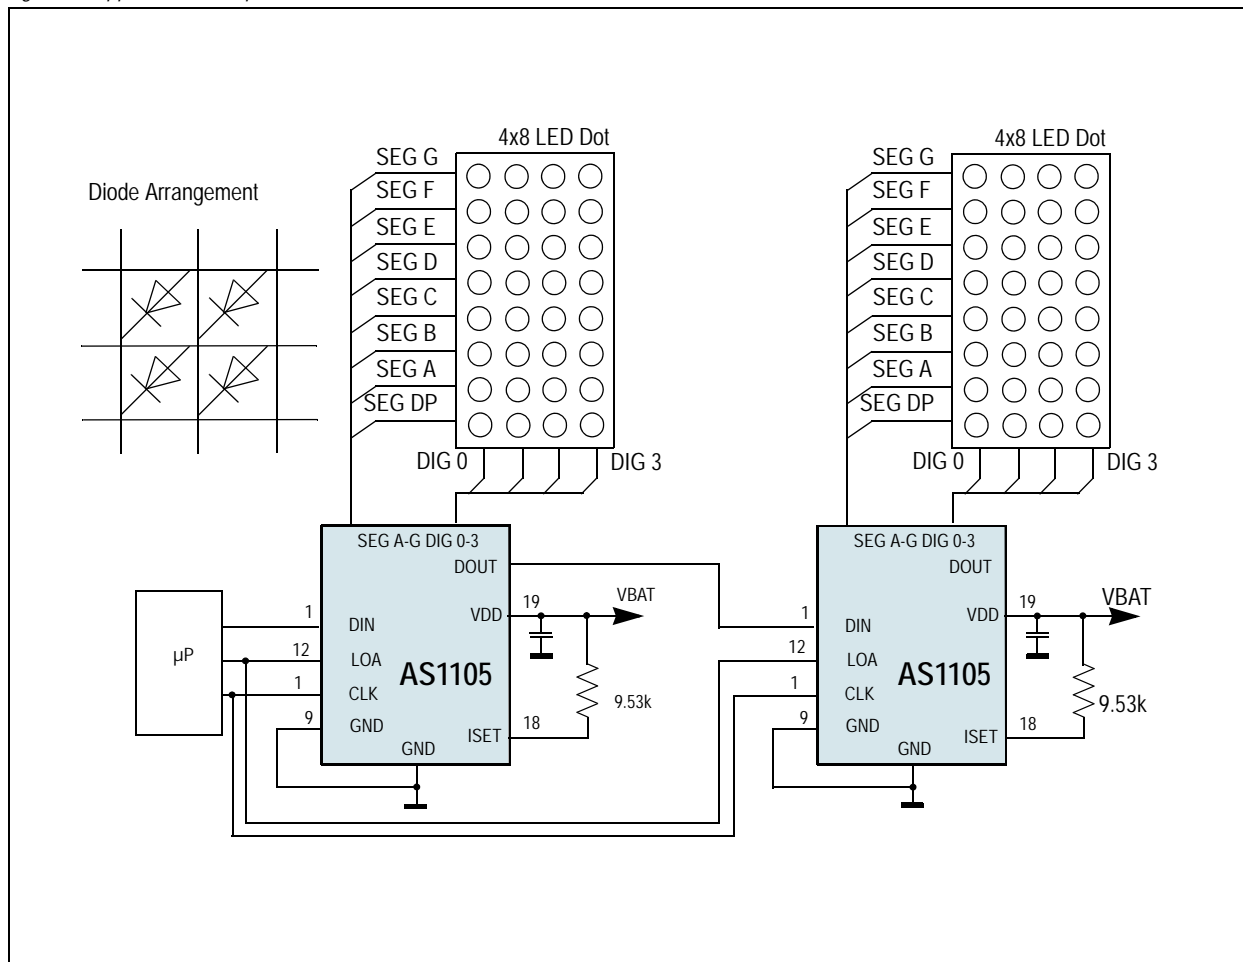 4x8 LED Dot
SEG G
SEG F
SEG E
SEG D
SEG C
SEG B
SEG A
SEG DP
DIG 0
DIG 3
Diode Arrangement
4x8 LED Dot
SEG G
SEG F
SEG E
SEG D
SEG C
SEG B
SEG A
SEG DP
DIG 0
DIG 3
µP
SEG A-G DIG 0-3
DOUT
1
DIN
12
LOA
1
CLK
9
GND
GND
AS1105
VDD
19
VBAT
9.53k
ISET
18
SEG A-G DIG 0-3
DOUT
1
DIN
12
LOA
1
CLK
9
GND
GND
AS1105
VDD
19
VBAT
9.53k
ISET
18